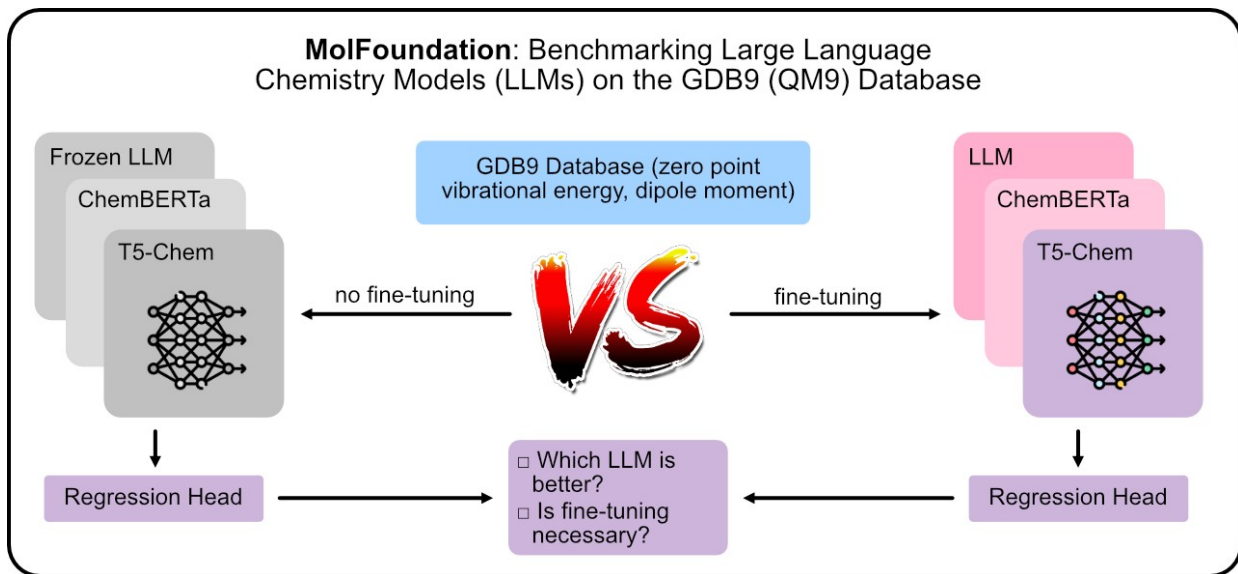 MolFoundation: Benchmarking Large Language
Chemistry Models (LLMs) on the GDB9 (QM9) Database
Frozen LLM
ChemBERTa
T5-Chem
GDB9 Database (zero point
vibrational energy, dipole moment)
LLM
ChemBERTa
T5-Chem
no fine-tuning
VS
fine-tuning
Regression Head
□ Which LLM is
better?
□ Is fine-tuning
necessary?
Regression Head